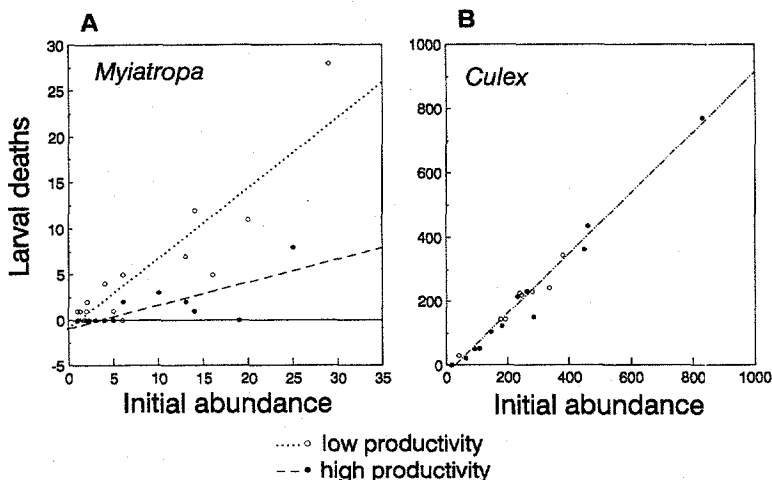 A
B
Myiatropa
Culex
Larval deaths
30
25
20
15
10
5
0
-5
0 5 10 15 20 25 30 35
Initial abundance
1000
800
600
400
200
0
0 200 400 600 800 1000
Initial abundance
low productivity
high productivity